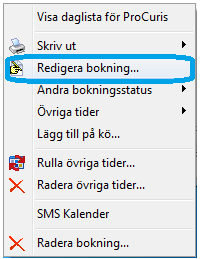 Visa daglista för ProCuris
Skriv ut
Redigera bokning...
Ändra bokningsstatus
Övriga tider
Lägg till på kö...
Rulla övriga tider...
Radera övriga tider...
SMS Kalender
Radera bokning...